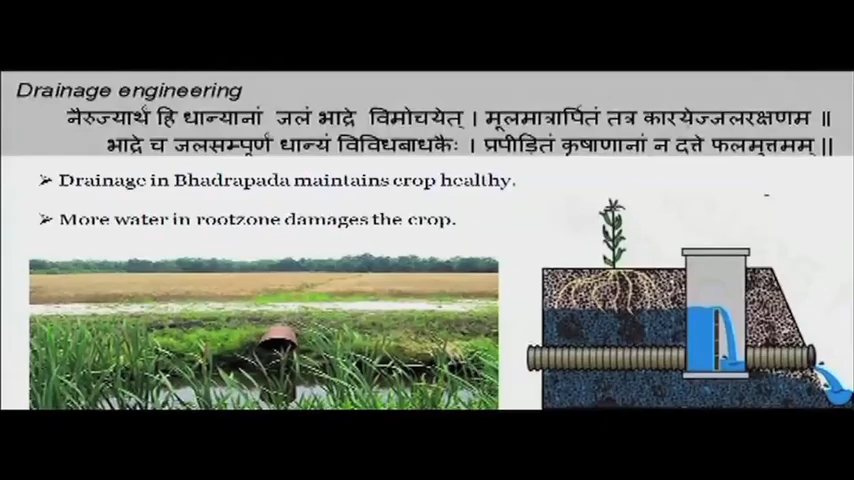 Drainage engineering
नैरुज्यार्थं हि धान्यानां जलं भाद्रे विमोचयेत् । मूलमात्रार्पितं तत्र कारयेज्जलरक्षणम ॥
भाद्रे च जलसम्पूर्णं धान्यं विविधबाधकैः । प्रपीड़ितं कृषाणानां न दत्ते फलमुत्तमम् ||
➢ Drainage in Bhadrapada maintains crop healthy.
➢ More water in rootzone damages the crop.